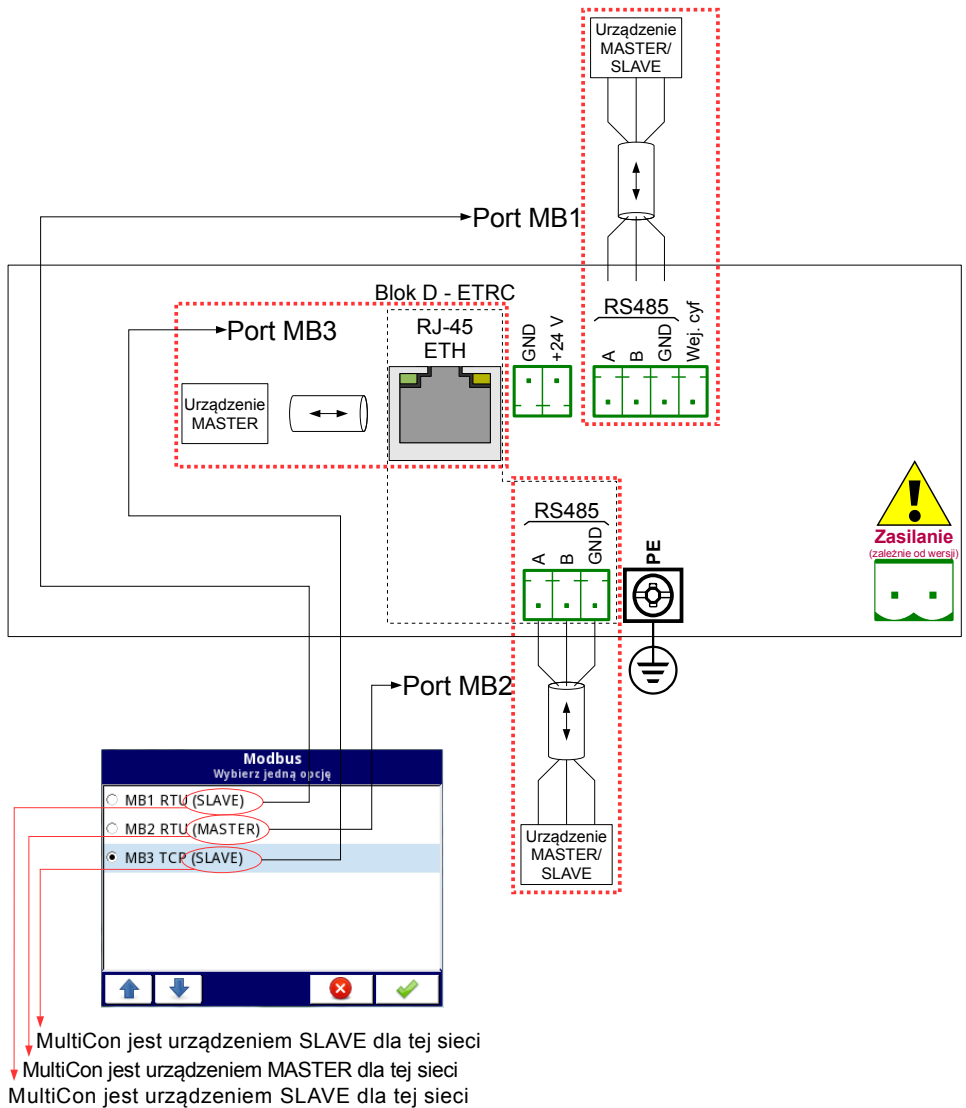 Urządzenie
MASTER/
SLAVE
Port MB1
Blok D - ETRC
Port MB3
RJ-45
ETH
GND
+24 V
RS485
A
B
GND
Wej. cyf
Urządzenie
MASTER
RS485
A
B
GND
PE
Zasilanie
(zależnie od wersji)
Port MB2
Modbus
Wybierz jedną opcję
MB1 RTU (SLAVE)
MB2 RTU (MASTER)
MB3 TCP (SLAVE)
Urządzenie
MASTER/
SLAVE
MultiCon jest urządzeniem SLAVE dla tej sieci
MultiCon jest urządzeniem MASTER dla tej sieci
MultiCon jest urządzeniem SLAVE dla tej sieci